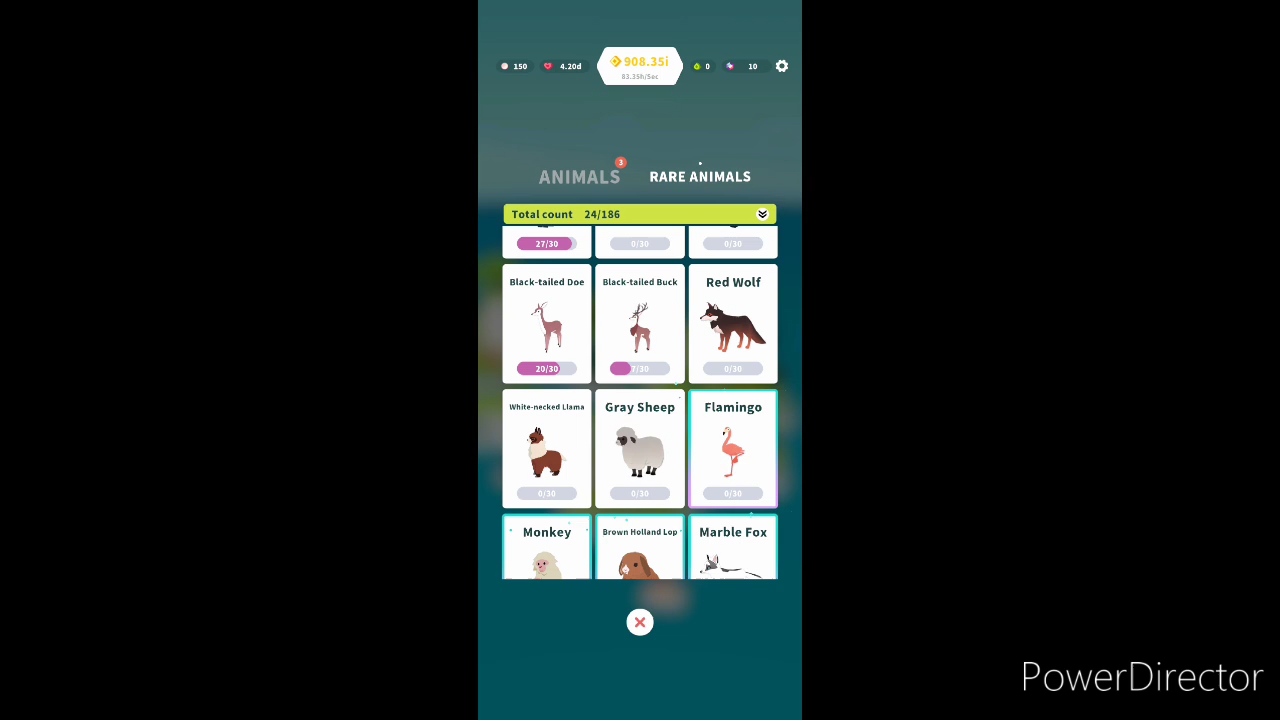 150
4.20d
908.35i
83.35h/Sec
0
10
ANIMALS
3
RARE ANIMALS
Total count 24/186
27/30
0/30
0/30
Black-tailed Doe
Black-tailed Buck
Red Wolf
20/30
7/30
0/30
White-necked Llama
Gray Sheep
Flamingo
0/30
0/30
0/30
Monkey
Brown Holland Lop
Marble Fox
PowerDirector